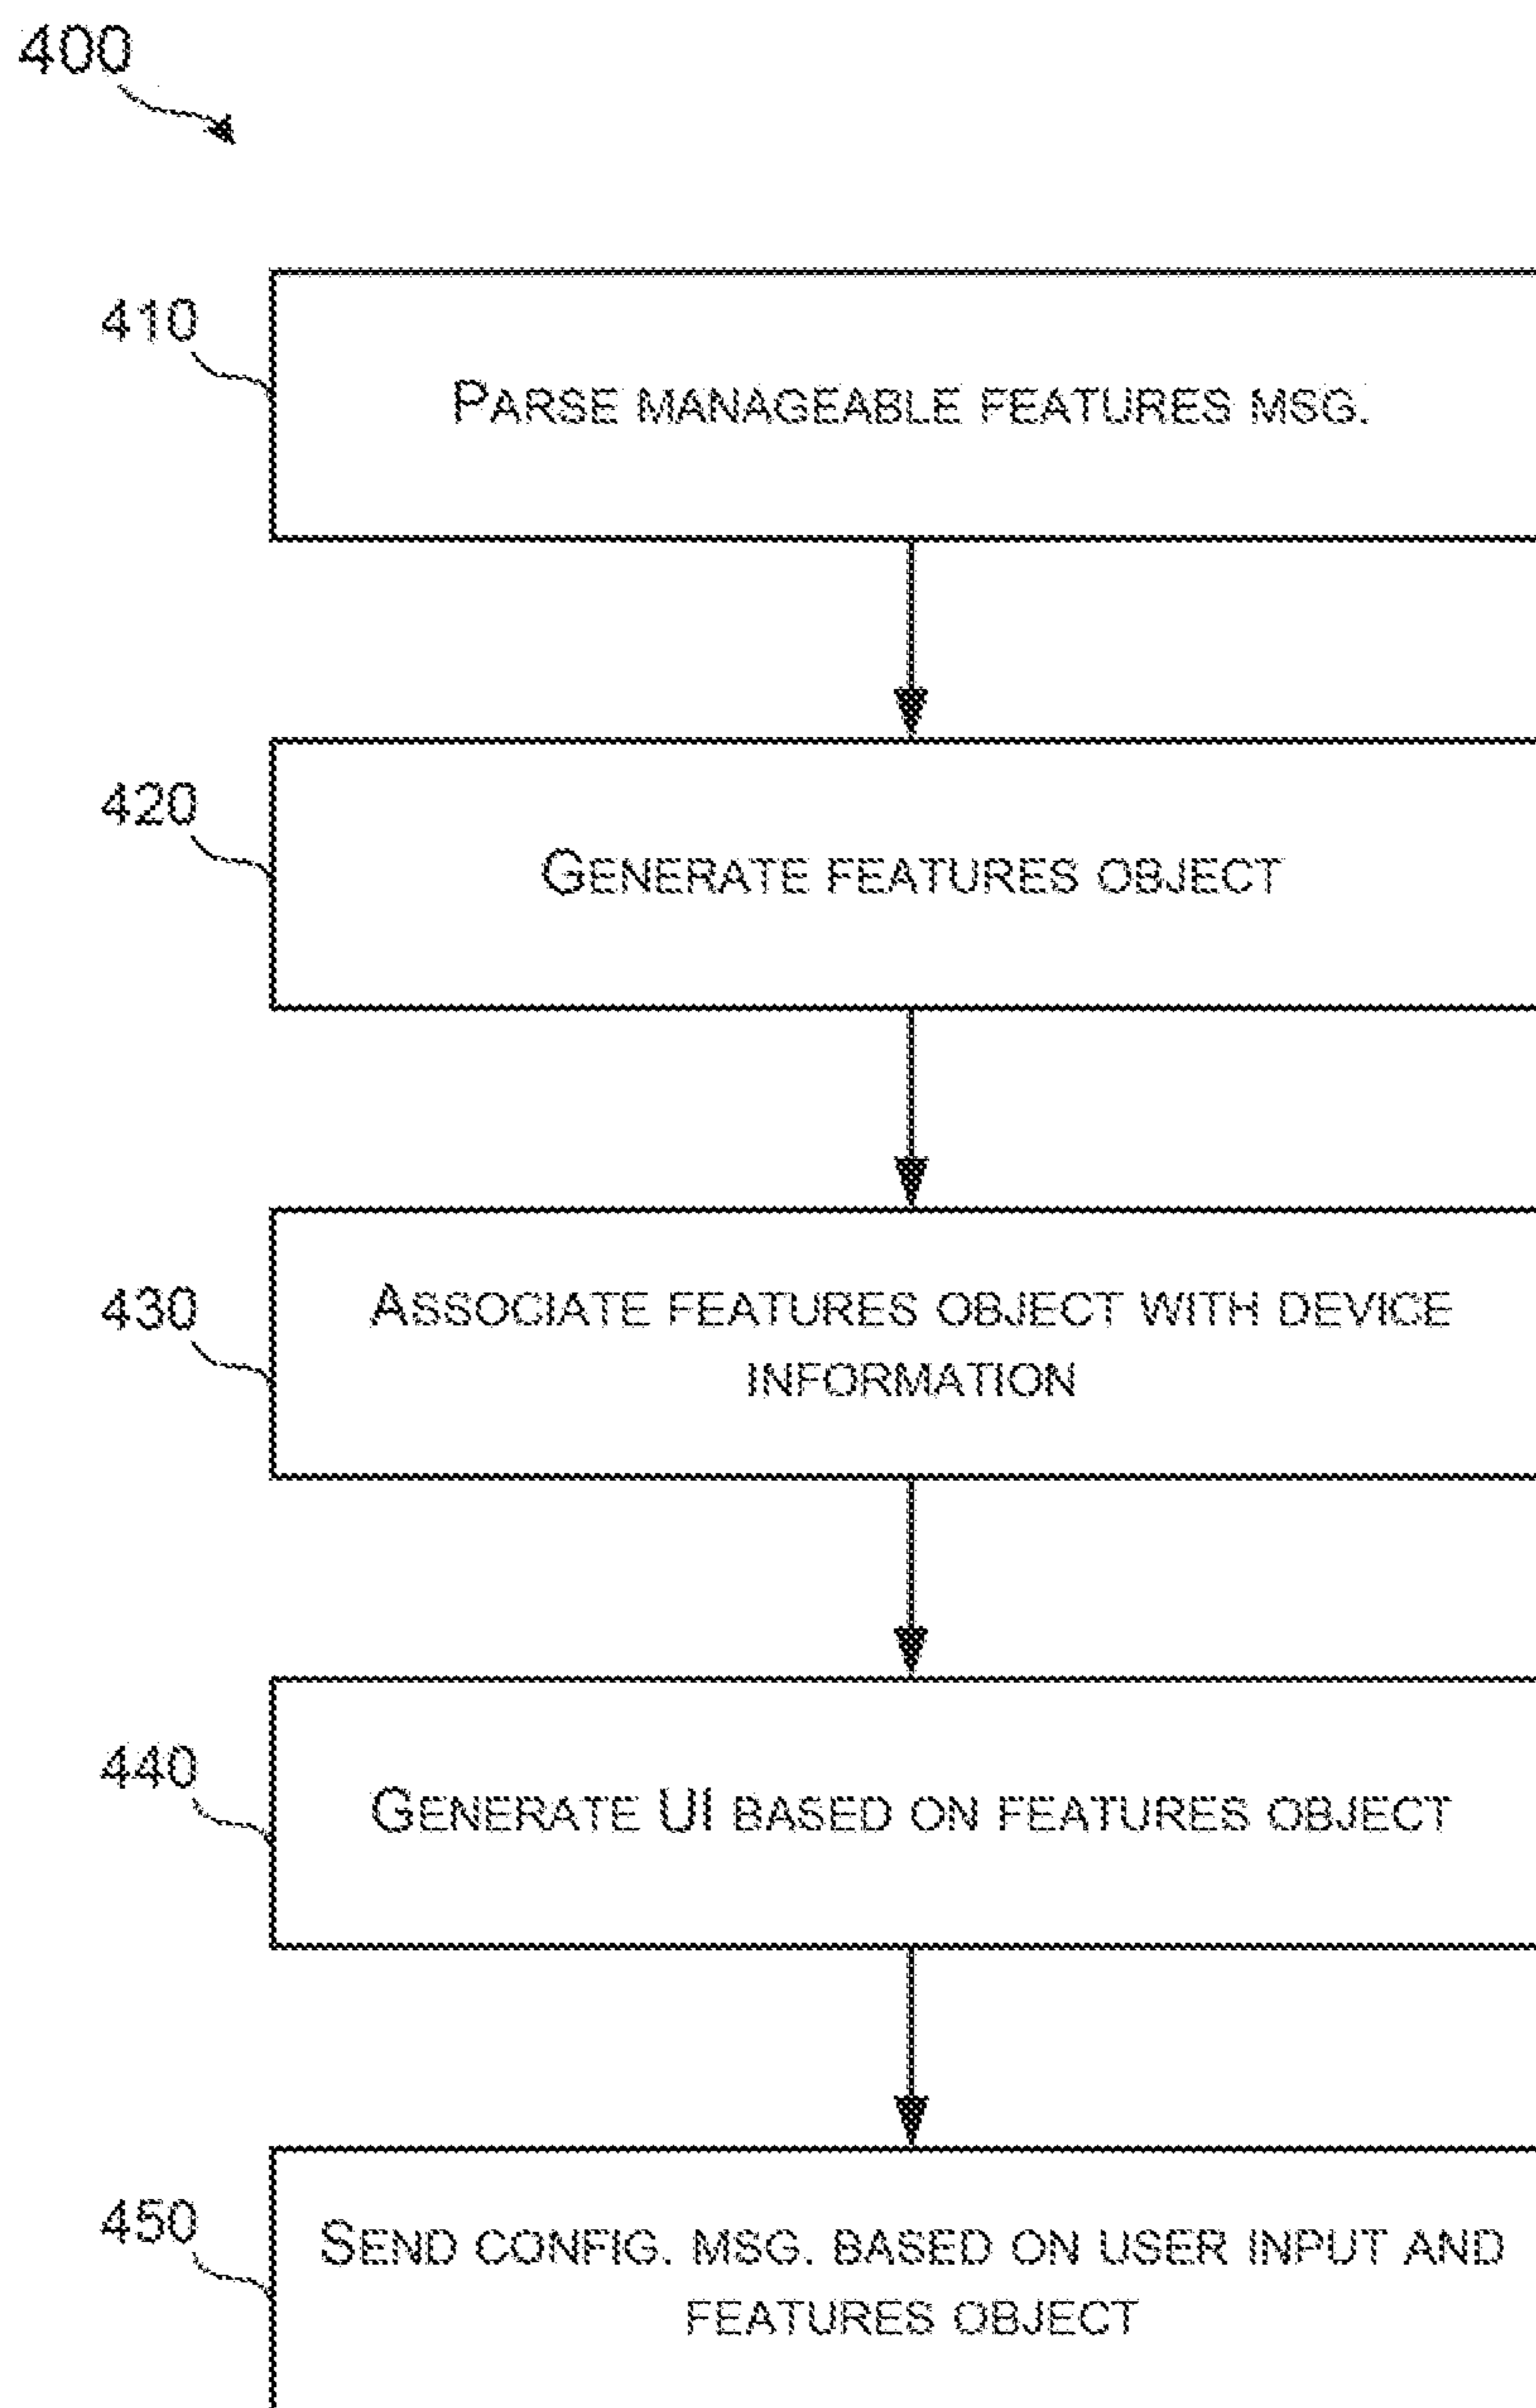 400
410
PARSE MANAGEABLE FEATURES MSG.
420
GENERATE FEATURES OBJECT
430
ASSOCIATE FEATURES OBJECT WITH DEVICE
INFORMATION
440
GENERATE UI BASED ON FEATURES OBJECT
450
SEND CONFIG. MSG. BASED ON USER INPUT AND
FEATURES OBJECT